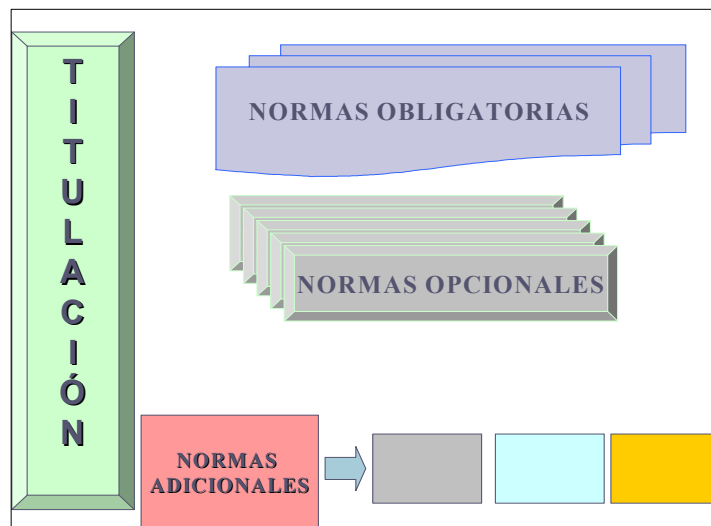 TITULACIÓN
NORMAS OBLIGATORIAS
NORMAS OPCIONALES
NORMAS
ADICIONALES